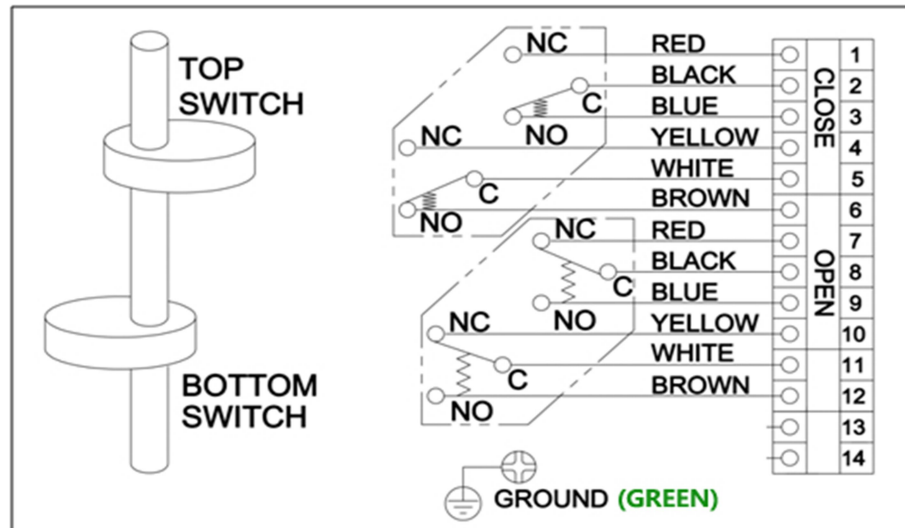 TOP
SWITCH
BOTTOM
SWITCH
NC
C
NO
NC
C
NO
NC
C
NO
NC
C
NO
RED
BLACK
BLUE
YELLOW
WHITE
BROWN
RED
BLACK
BLUE
YELLOW
WHITE
BROWN
CLOSE
OPEN
1
2
3
4
5
6
7
8
9
10
11
12
13
14
GROUND (GREEN)